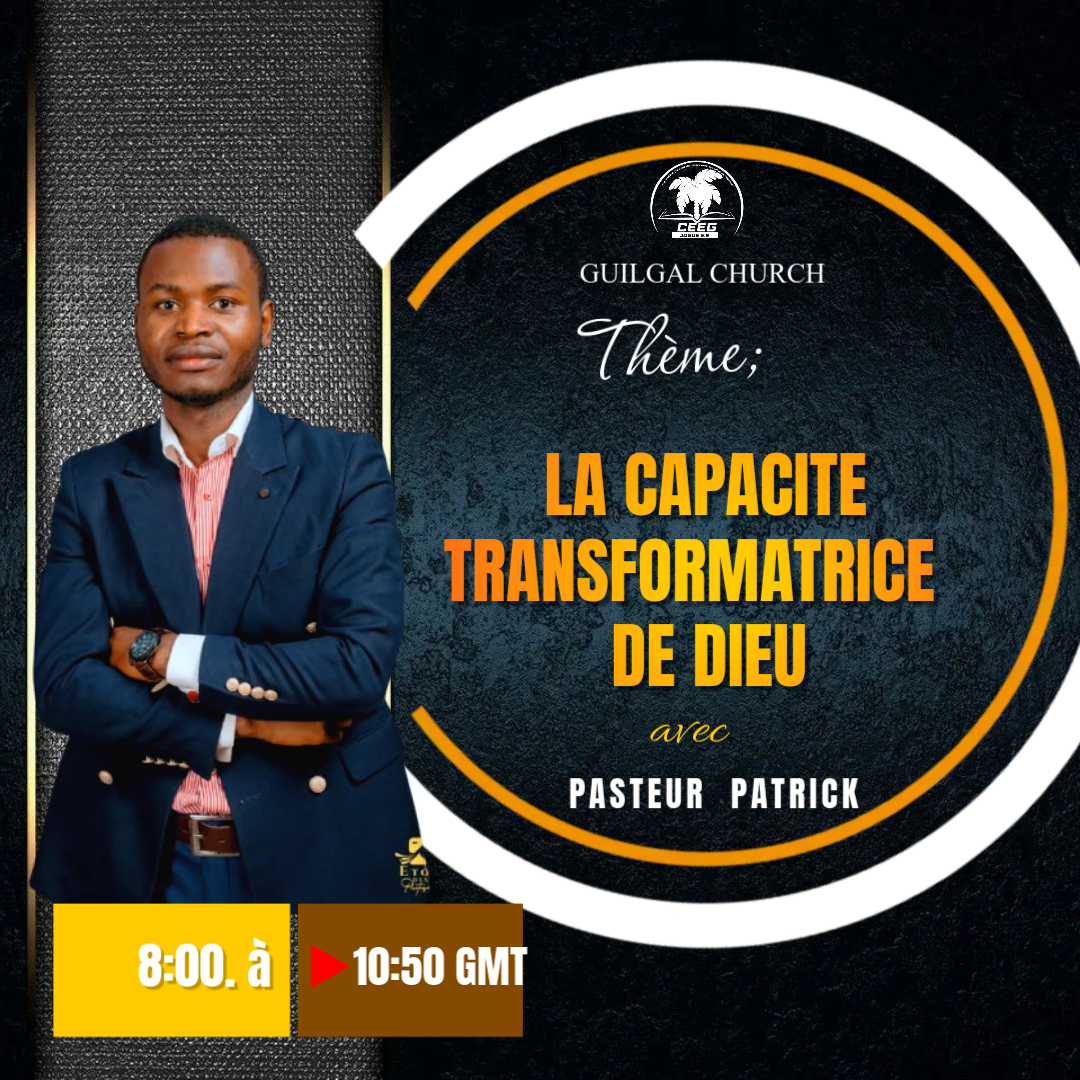 CEEG
GUILGAL CHURCH
Thème;
LA CAPACITE
TRANSFORMATRICE
DE DIEU
avec
PASTEUR PATRICK
8:00. à
10:50 GMT